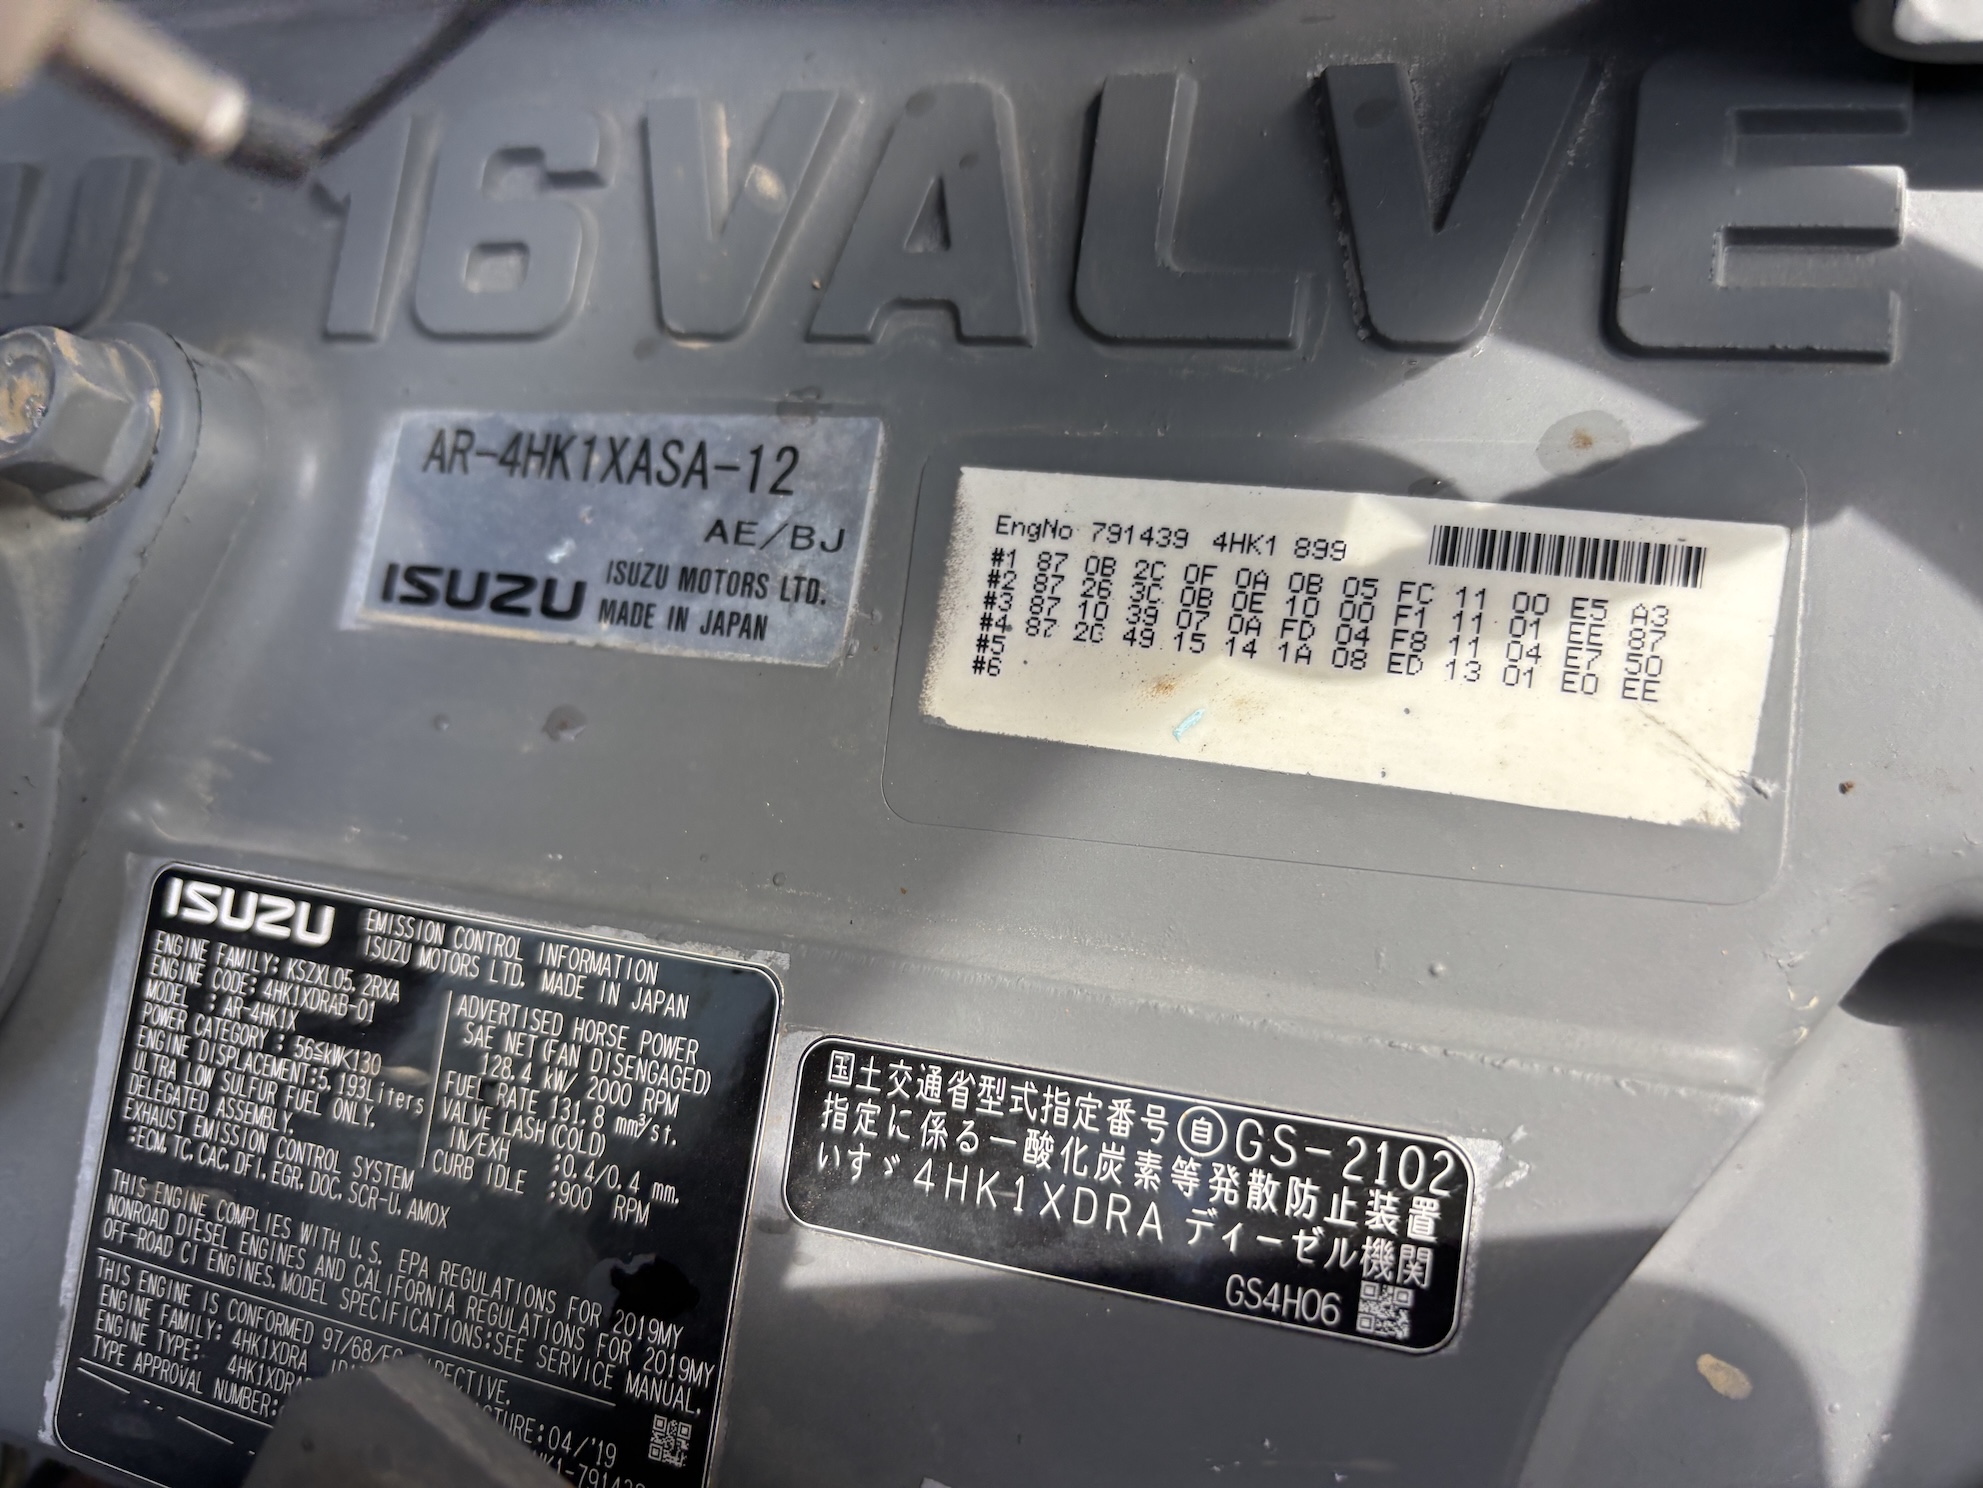 16VALVE
AR-4HK1XASA-12
AE/BJ
ISUZU ISUZU MOTORS LTD.
MADE IN JAPAN
EngNo 791439 4HK1 899
#1 87 0B 2C 0F 0A 0B 05 FC 11 00 E5 A3
#2 87 26 3C 0B 0E 10 00 F1 11 01 EE 87
#3 87 10 39 07 0A FD 04 F8 11 04 E7 50
#4 87 2C 49 15 14 1A 08 ED 13 01 E0 EE
#5
#6
ISUZU EMISSION CONTROL INFORMATION
ISUZU MOTORS LTD. MADE IN JAPAN
ENGINE FAMILY: KSZXL05.2RXA
ENGINE CODE: 4HK1XDRAB-01
MODEL : AR-4HK1X
POWER CATEGORY : 56≦kW<130
ENGINE DISPLACEMENT:5.193Liters
ULTRA LOW SULFUR FUEL ONLY.
DELEGATED ASSEMBLY.
EXHAUST EMISSION CONTROL SYSTEM
:ECM, TC, CAC, DFI, EGR, DOC, SCR-U, AMOX
ADVERTISED HORSE POWER
SAE NET(FAN DISENGAGED)
128.4 kW/ 2000 RPM
FUEL RATE 131.8 mm³/st.
VALVE LASH(COLD)
IN/EXH :0.4/0.4 mm.
CURB IDLE :900 RPM
THIS ENGINE COMPLIES WITH U.S. EPA REGULATIONS FOR 2019MY
NONROAD DIESEL ENGINES AND CALIFORNIA REGULATIONS FOR 2019MY
OFF-ROAD CI ENGINES. MODEL SPECIFICATIONS:SEE SERVICE MANUAL.
THIS ENGINE IS CONFORMED 97/68/EC DIRECTIVE.
ENGINE FAMILY: 4HK1XDRA
ENGINE TYPE: 4HK1XDRA
TYPE APPROVAL NUMBER:
:04/'19
国土交通省型式指定番号 自 GS-2102
指定に係る一酸化炭素等発散防止装置
いすゞ 4HK1XDRA ディーゼル機関
GS4H06